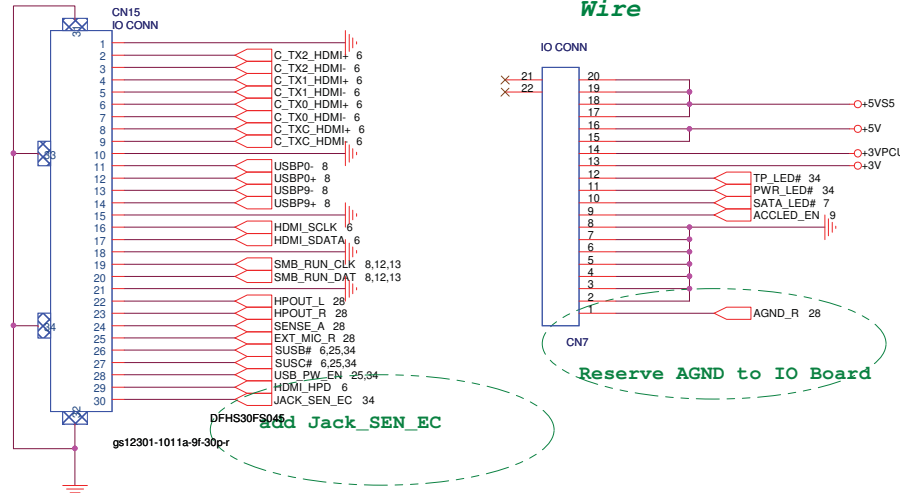 Wire
CN15
IO CONN
31
1
2 C_TX2_HDMI+ 6
3 C_TX2_HDMI- 6
4 C_TX1_HDMI+ 6
5 C_TX1_HDMI- 6
6 C_TX0_HDMI+ 6
7 C_TX0_HDMI- 6
8 C_TXC_HDMI+ 6
9 C_TXC_HDMI- 6
33 10
11 USBP0- 8
12 USBP0+ 8
13 USBP9- 8
14 USBP9+ 8
15
16 HDMI_SCLK 6
17 HDMI_SDATA 6
18
19 SMB_RUN_CLK 8,12,13
20 SMB_RUN_DAT 8,12,13
21
22 HPOUT_L 28
23 HPOUT_R 28
34 24 SENSE_A 28
25 EXT_MIC_R 28
26 SUSB# 6,25,34
27 SUSC# 6,25,34
28 USB_PW_EN 25,34
29 HDMI_HPD 6
30 JACK_SEN_EC 34
32
DFHS30FS045
add Jack_SEN_EC
gs12301-1011a-9f-30p-r
IO CONN
21 20
22 19
18 +5VS5
17
16 +5V
15
14 +3VPCU
13 +3V
12 TP_LED# 34
11 PWR_LED# 34
10 SATA_LED# 7
9 ACCLED_EN 9
8
7
6
5
4
3
2
1 AGND_R 28
CN7
Reserve AGND to IO Board